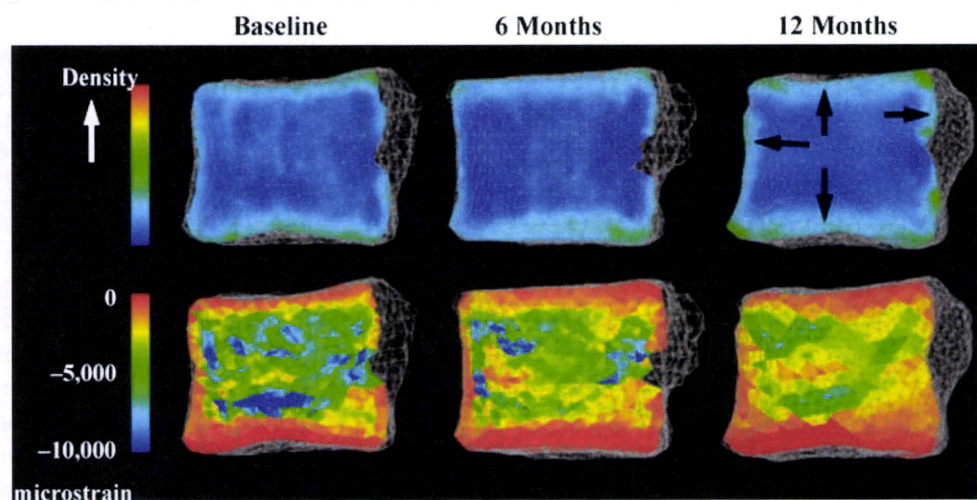 Baseline 6 Months 12 Months
Density
0
–5,000
–10,000
microstrain